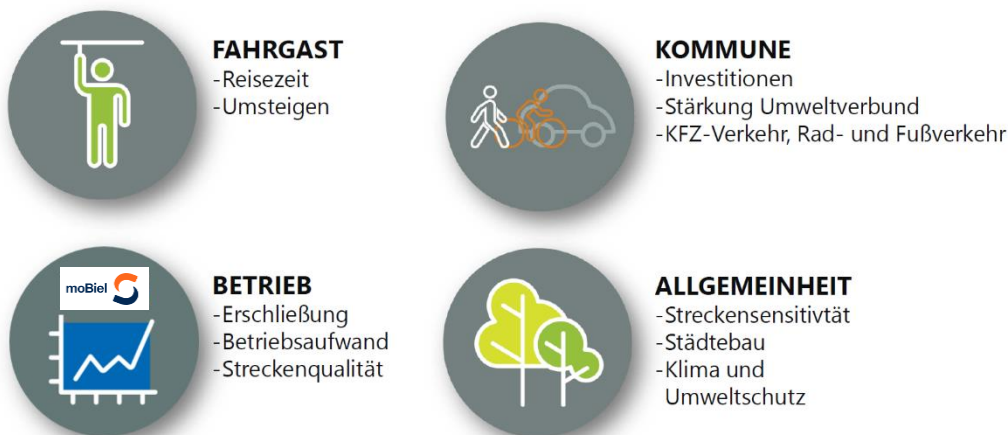 FAHRGAST
-Reisezeit
-Umsteigen
KOMMUNE
-Investitionen
-Stärkung Umweltverbund
-KFZ-Verkehr, Rad- und Fußverkehr
moBiel
BETRIEB
-Erschließung
-Betriebsaufwand
-Streckenqualität
ALLGEMEINHEIT
-Streckensensitivtät
-Städtebau
-Klima und
Umweltschutz